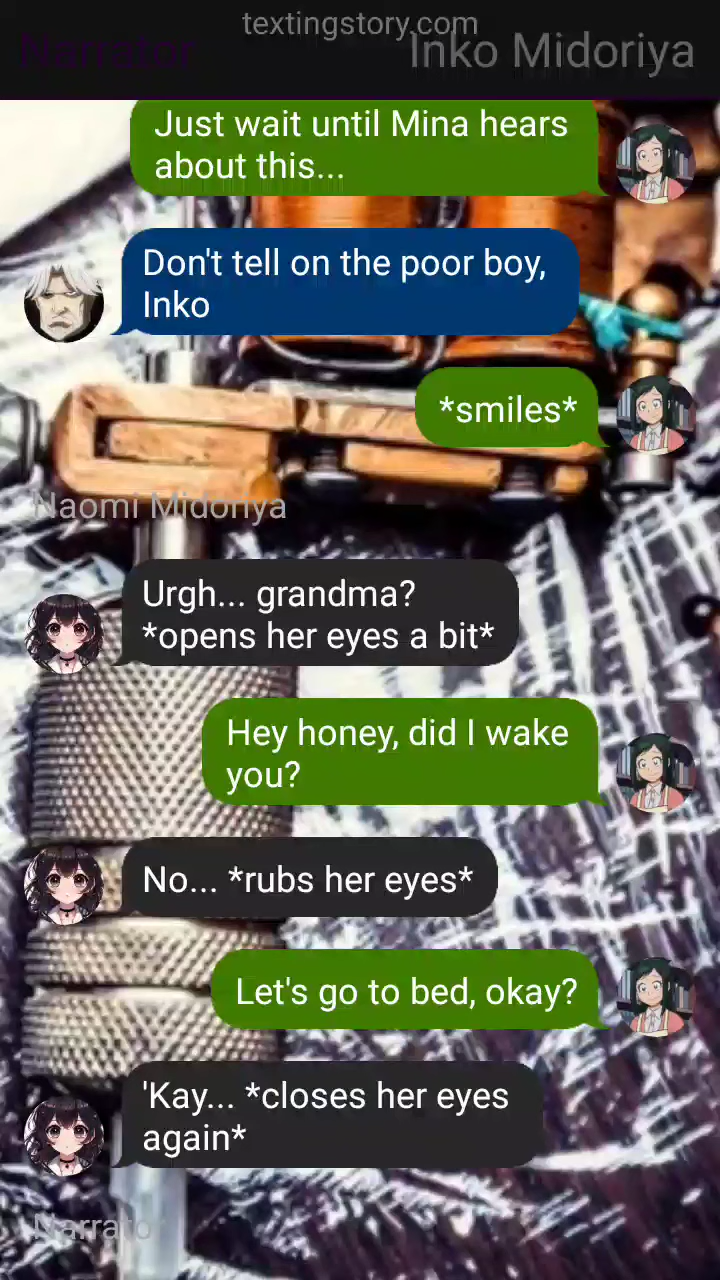 textingstory.com
Narrator
Inko Midoriya
Just wait until Mina hears
about this...
Don't tell on the poor boy,
Inko
*smiles*
Naomi Midoriya
Urgh... grandma?
*opens her eyes a bit*
Hey honey, did I wake
you?
No... *rubs her eyes*
Let's go to bed, okay?
'Kay... *closes her eyes
again*
Narrator